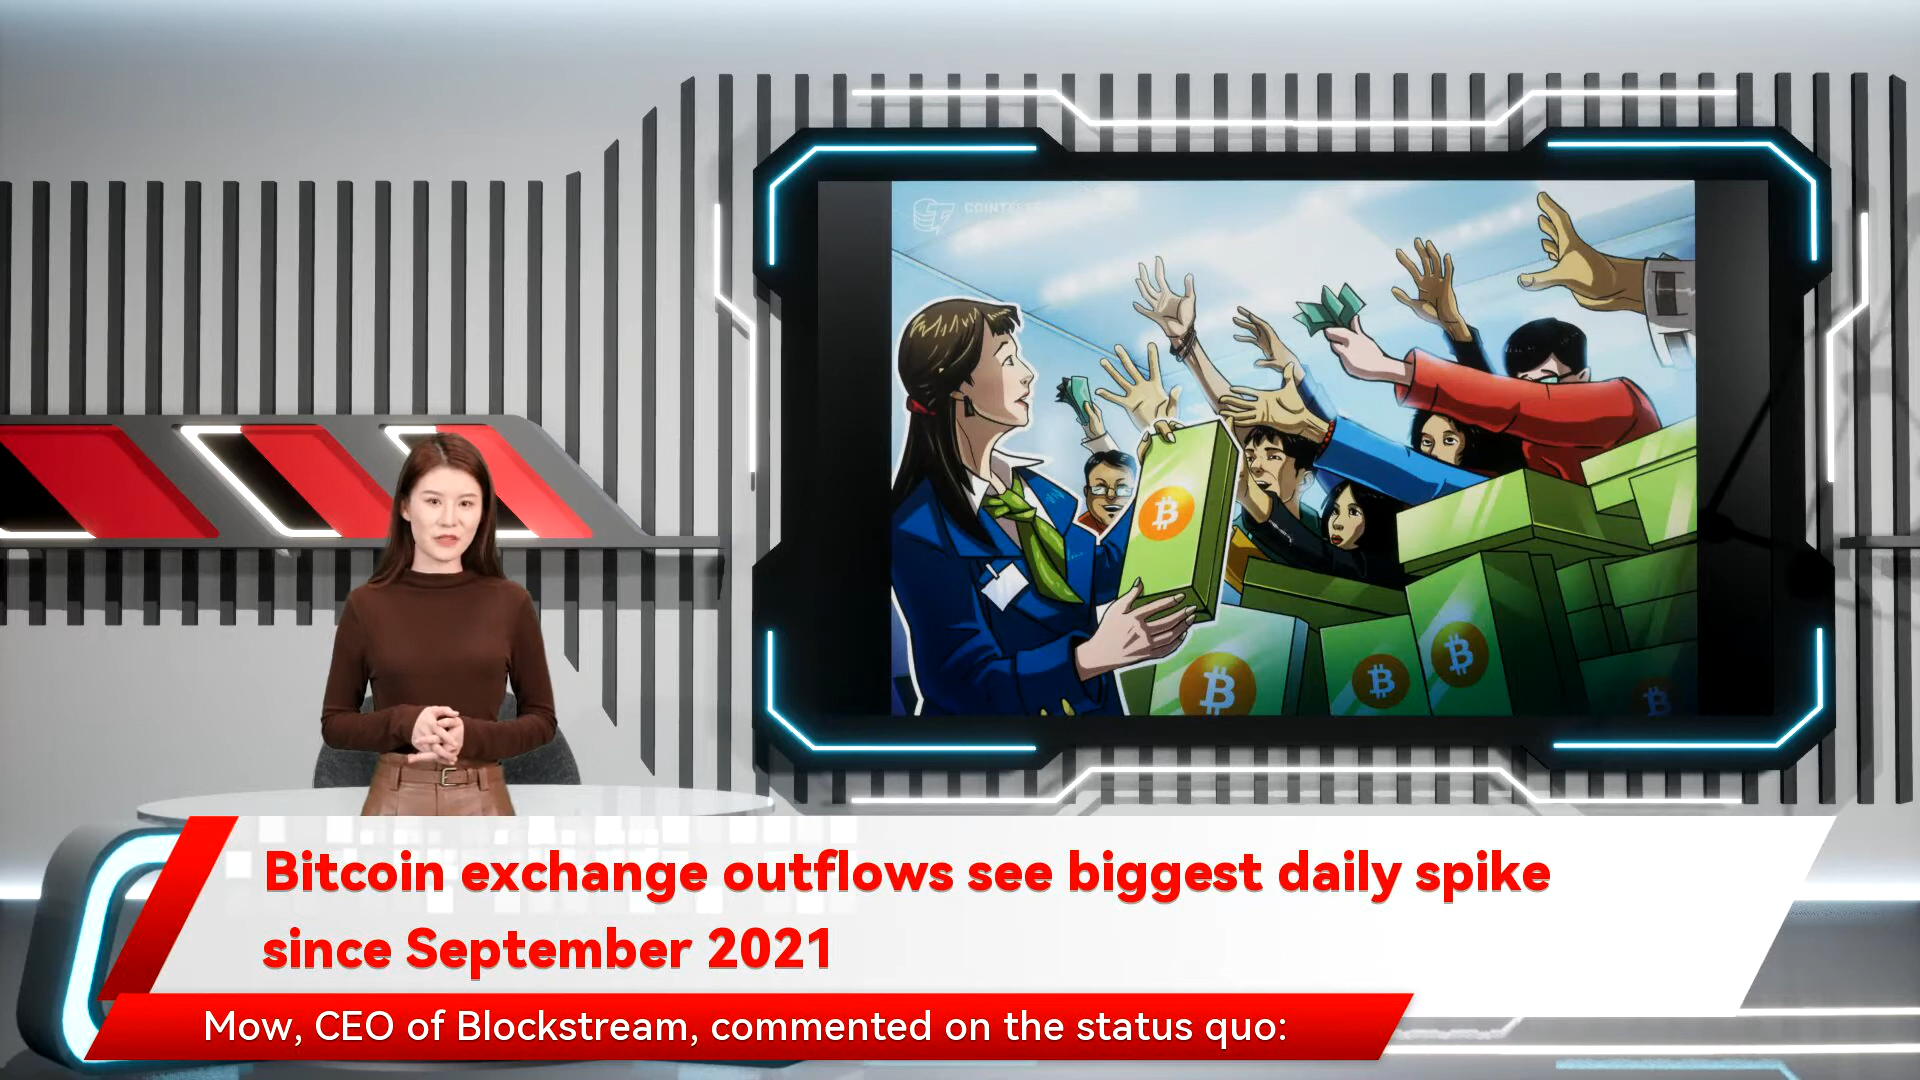 Bitcoin exchange outflows see biggest daily spike
since September 2021
Mow, CEO of Blockstream, commented on the status quo: